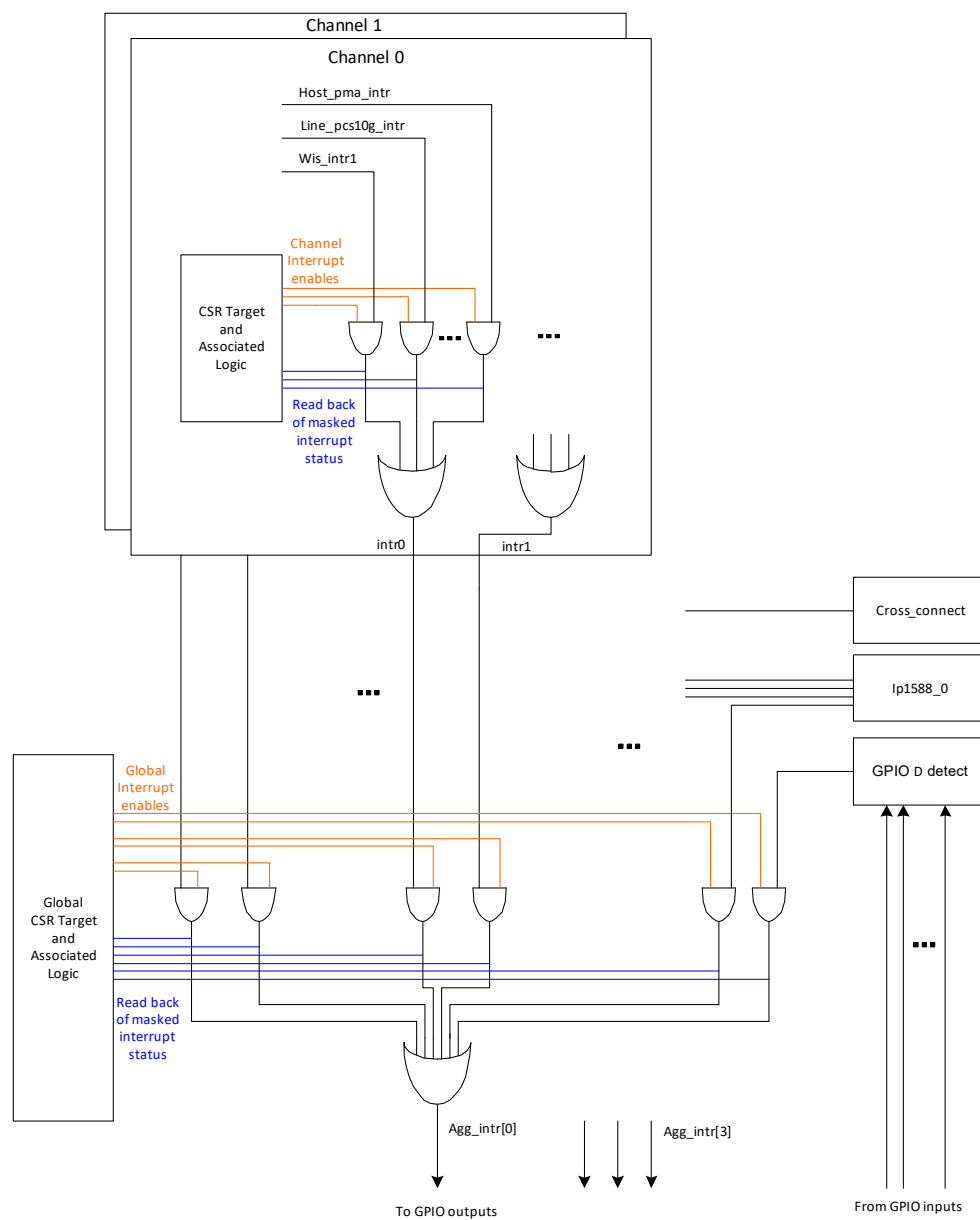 Channel 1
Channel 0
Host_pma_intr
Line_pcs10g_intr
Wis_intr1
Channel
Interrupt
enables
CSR Target
and
Associated
Logic
Read back
of masked
interrupt
status
intr0
intr1
Cross_connect
Ip1588_0
GPIO D detect
Global
Interrupt
enables
Global
CSR Target
and
Associated
Logic
Read back
of masked
interrupt
status
Agg_intr[0]
Agg_intr[3]
To GPIO outputs
From GPIO inputs